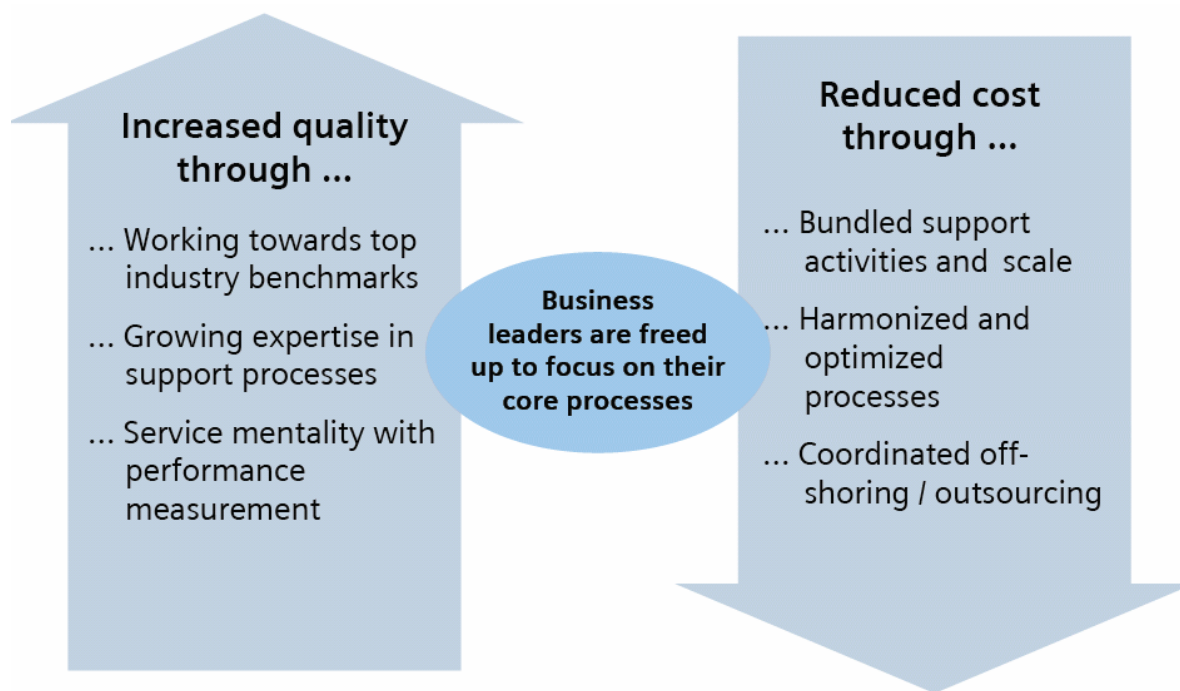 Increased quality
through ...
... Working towards top
industry benchmarks
... Growing expertise in
support processes
... Service mentality with
performance
measurement
Business
leaders are freed
up to focus on their
core processes
Reduced cost
through ...
... Bundled support
activities and scale
... Harmonized and
optimized
processes
... Coordinated off-
shoring / outsourcing